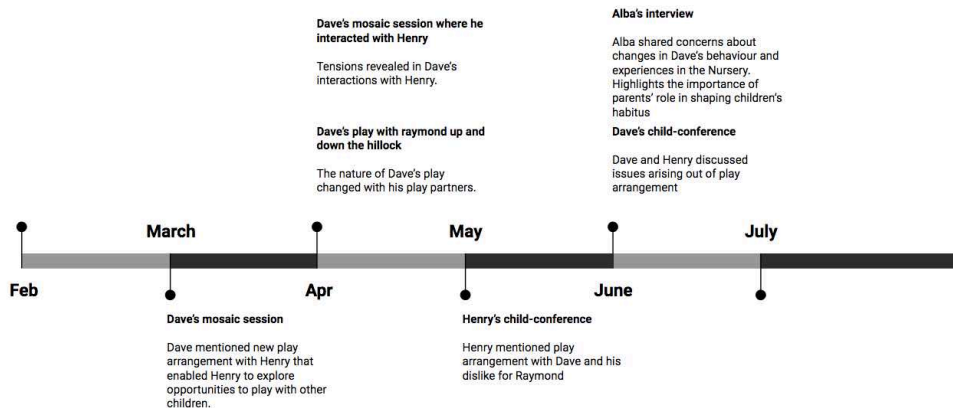 Dave's mosaic session where he
interacted with Henry
Tensions revealed in Dave's
interactions with Henry.
Dave's play with raymond up and
down the hillock
The nature of Dave's play
changed with his play partners.
Alba's interview
Alba shared concerns about
changes in Dave's behaviour and
experiences in the Nursery.
Highlights the importance of
parents' role in shaping children's
habitus
Dave's child-conference
Dave and Henry discussed
issues arising out of play
arrangement
March
May
July
Feb
Apr
June
Dave's mosaic session
Dave mentioned new play
arrangement with Henry that
enabled Henry to explore
opportunities to play with other
children.
Henry's child-conference
Henry mentioned play
arrangement with Dave and his
dislike for Raymond